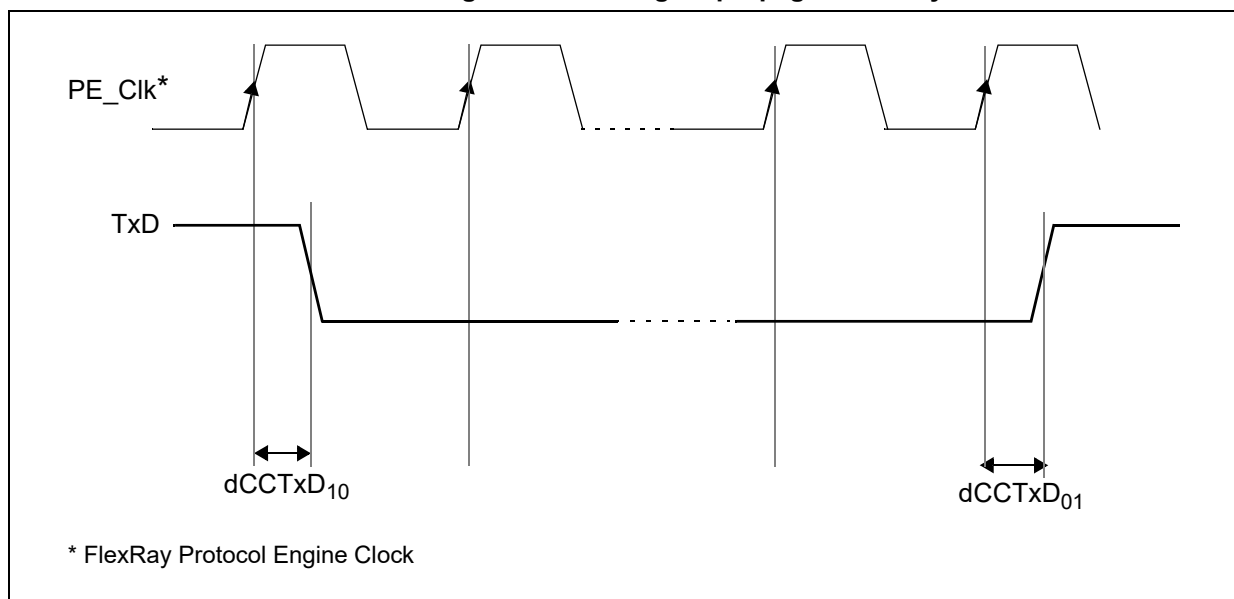 PE_Clk*
TxD
dCCTxD10
dCCTxD01
* FlexRay Protocol Engine Clock